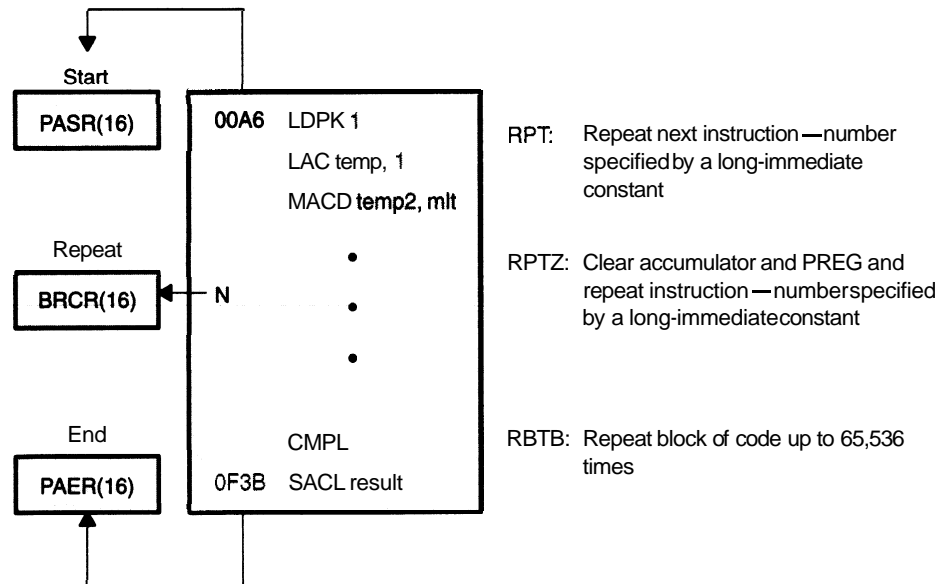 Start
PASR(16)
Repeat
BRCR(16)
End
PAER(16)
00A6 LDPK 1
LAC temp, 1
MACD temp2, mlt
N
CMPL
0F3B SACL result
RPT: Repeat next instruction — number
specified by a long-immediate
constant
RPTZ: Clear accumulator and PREG and
repeat instruction — number specified
by a long-immediate constant
RBTB: Repeat block of code up to 65,536
times